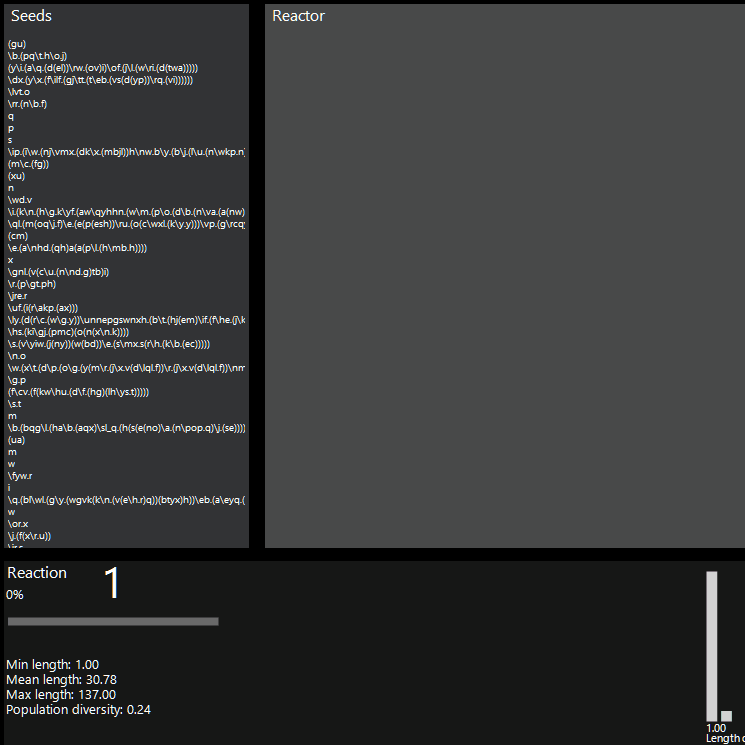 Seeds
(gu)
\b.(pq\t.h\o.j)
(y\i.(a\q.(d(el))\rw.(ov)i)\of.(j\l.(w\ri.(d(twa)))))
\dx.(y\x.(f\ilf.(gj\tt.(t\eb.(vs(d(yp))\rq.(vi))))))
\lvt.o
\rr.(n\b.f)
q
p
s
\ip.(i\w.(nj\vmx.(dk\x.(mbjl))h\nw.b\y.(b\j.(l\u.(n\wkp.n)
(m\c.(fg))
(xu)
n
\wd.v
\i.(k\n.(h\g.k\yf.(aw\qyhhn.(w\m.(p\o.(d\b.(n\va.(a(nw)
\ql.(m(oq\j.f)\e.(e(p(esh))\ru.(o(c\wxl.(k\y.y)))\vp.(g\rcq
(cm)
\e.(a\nhd.(qh)a(a(p\l.(h\mb.h))))
x
\gnl.(v(c\u.(n\nd.g)tb)i)
\r.(p\gt.ph)
\jre.r
\uf.(i(r\akp.(ax)))
\ly.(d(r\c.(w\g.y))\unnepgswnxh.(b\t.(hj(em)\if.(f\he.(j\k
\hs.(ki\gj.(pmc)(o(n(x\n.k))))
\s.(v\yiw.(j(ny))(w(bd))\e.(s\mx.s(r\h.(k\b.(ec)))))
\n.o
\w.(x\t.(d\p.(o\g.(y(m\r.(j\x.v(d\lql.f))\r.(j\x.v(d\lql.f))\nm
\g.p
(f\cv.(f(kw\hu.(d\f.(hg)(lh\ys.t)))))
\s.t
m
\b.(bqg\l.(ha\b.(aqx)\sl_q.(h(s(e(no)\a.(n\pop.q)\j.(se))))
(ua)
m
w
\fyw.r
i
\q.(bl\wl.(g\y.(wgvk(k\n.(v(e\h.r)q))(btyx)h))\eb.(a\eyq.(
w
\or.x
\j.(f(x\r.u))
Reactor
Reaction 1
0%
Min length: 1.00
Mean length: 30.78
Max length: 137.00
Population diversity: 0.24
1.00
Length